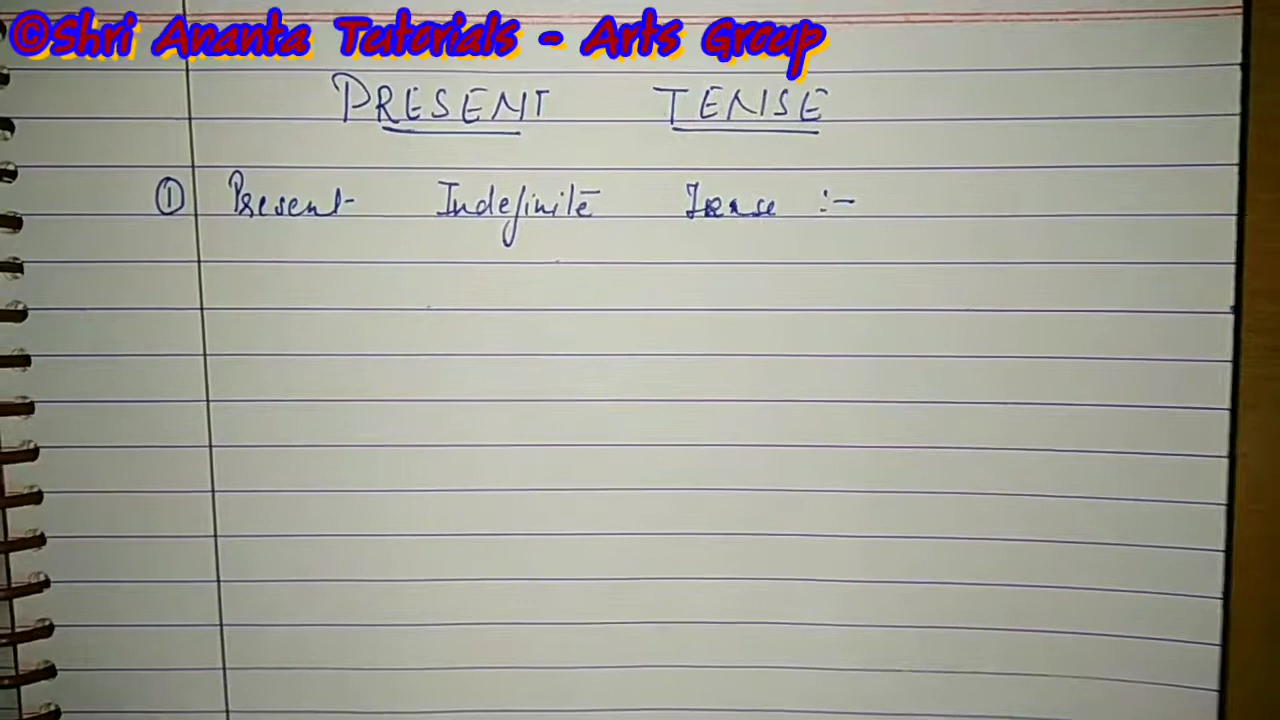 ©Shri Ananta Tutorials - Arts Group
PRESENT TENSE
① Present Indefinite Tense :-